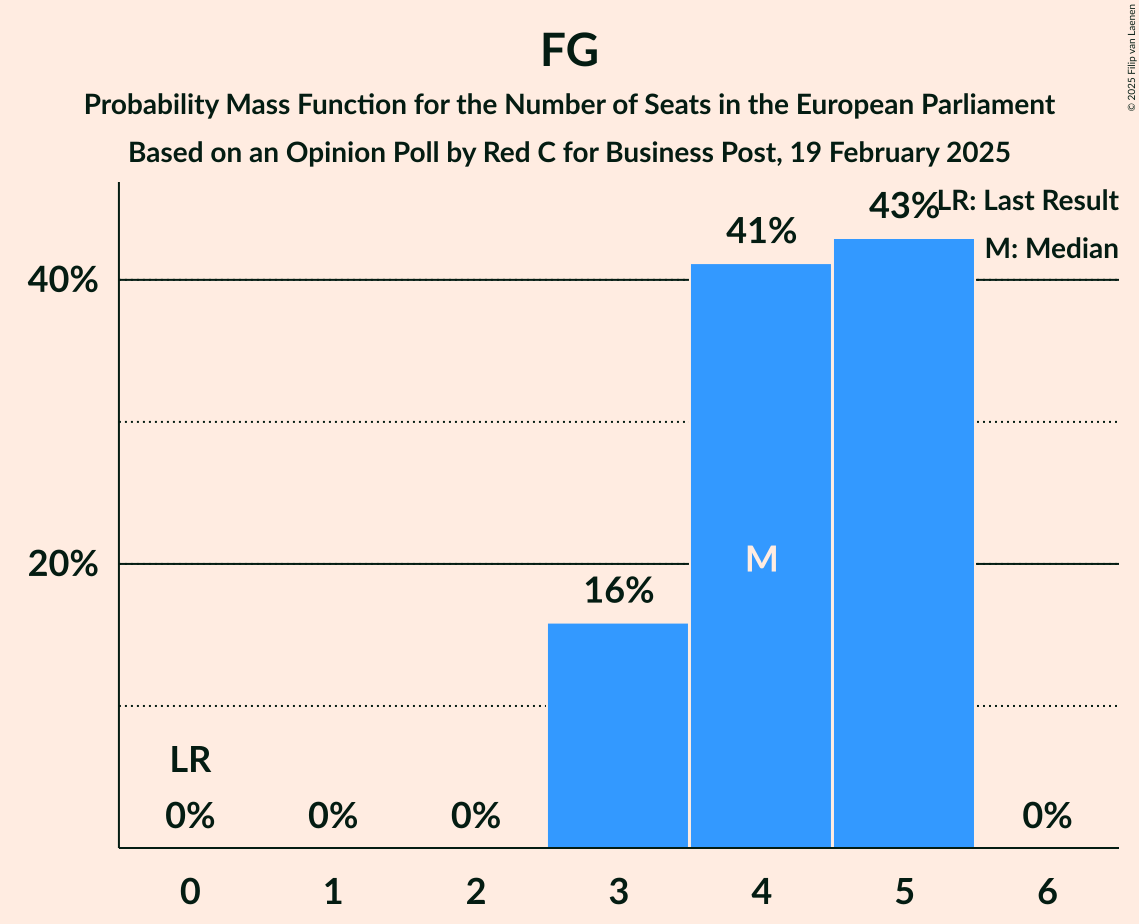 FG
Probability Mass Function for the Number of Seats in the European Parliament
Based on an Opinion Poll by Red C for Business Post, 19 February 2025
© 2025 Filip van Laenen
LR: Last Result
M: Median
43%
41%
40%
20%
16%
M
LR
0%
0%
0%
0%
0
1
2
3
4
5
6